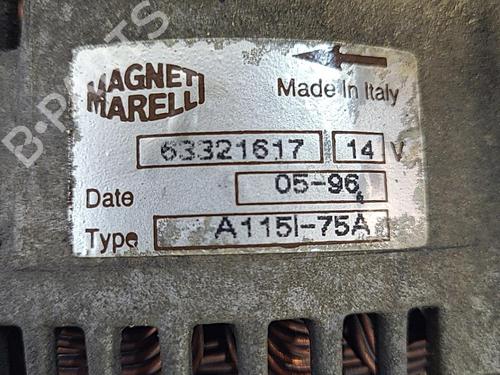 MAGNETI
MARELLI
Made In Italy
63321617 14 V
Date 05-96
Type A115I-75A
B-PARTS